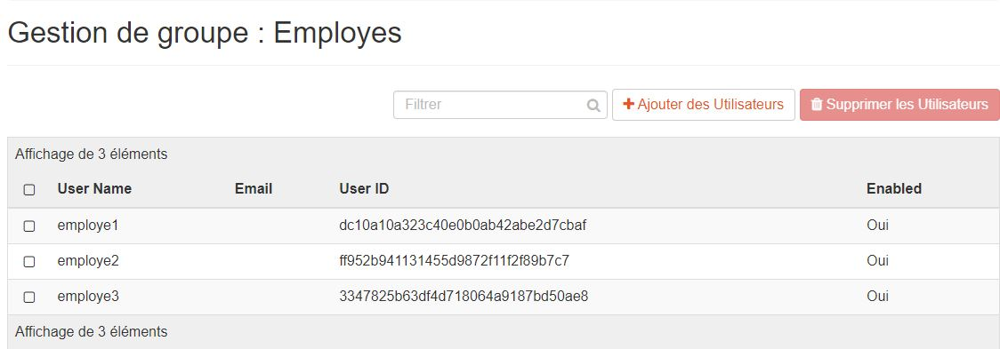 Gestion de groupe : Employes
Filtrer
Ajouter des Utilisateurs
Supprimer les Utilisateurs
Affichage de 3 éléments
User Name Email User ID Enabled
employe1 dc10a10a323c40e0b0ab42abe2d7cbaf Oui
employe2 ff952b941131455d9872f11f2f89b7c7 Oui
employe3 3347825b63df4d718064a9187bd50ae8 Oui
Affichage de 3 éléments